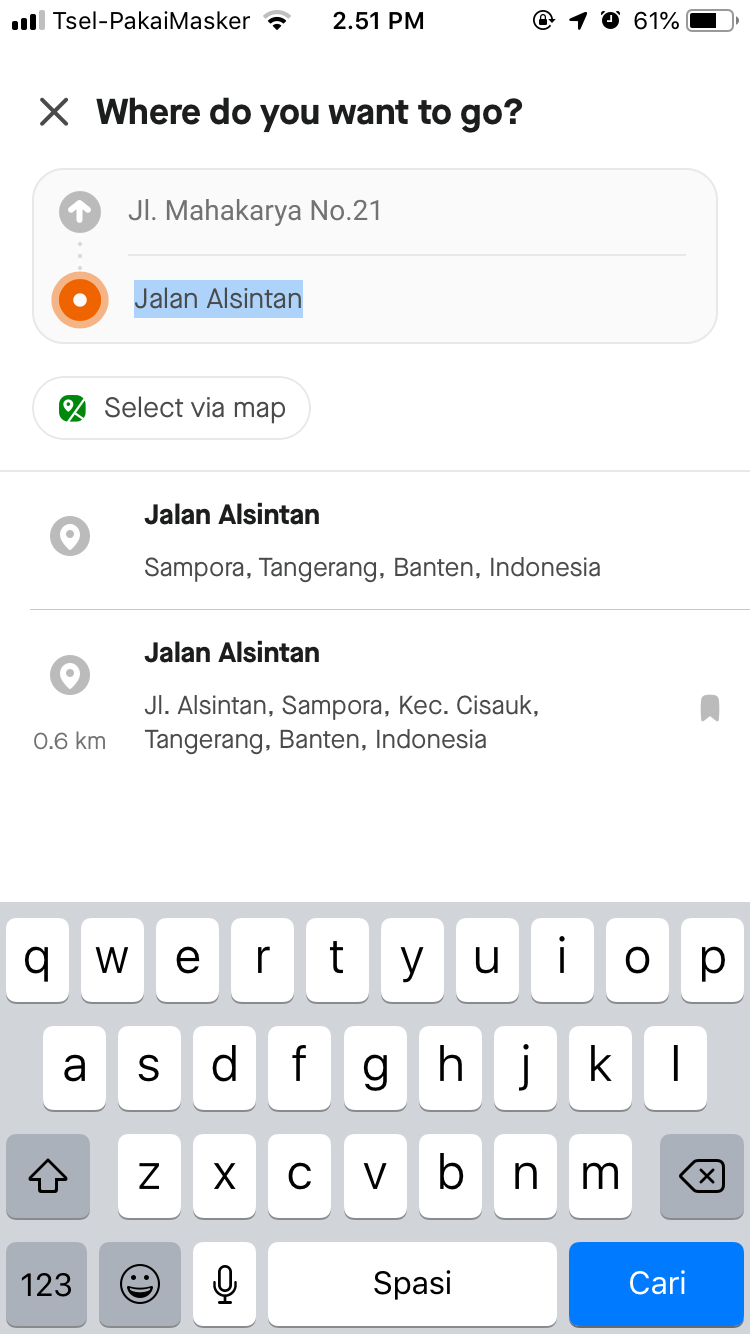 Tsel-PakaiMasker 2.51 PM 61%
Where do you want to go?
Jl. Mahakarya No.21
Jalan Alsintan
Select via map
Jalan Alsintan
Sampora, Tangerang, Banten, Indonesia
Jalan Alsintan
Jl. Alsintan, Sampora, Kec. Cisauk,
0.6 km Tangerang, Banten, Indonesia
q w e r t y u i o p
a s d f g h j k l
z x c v b n m
123 Spasi Cari